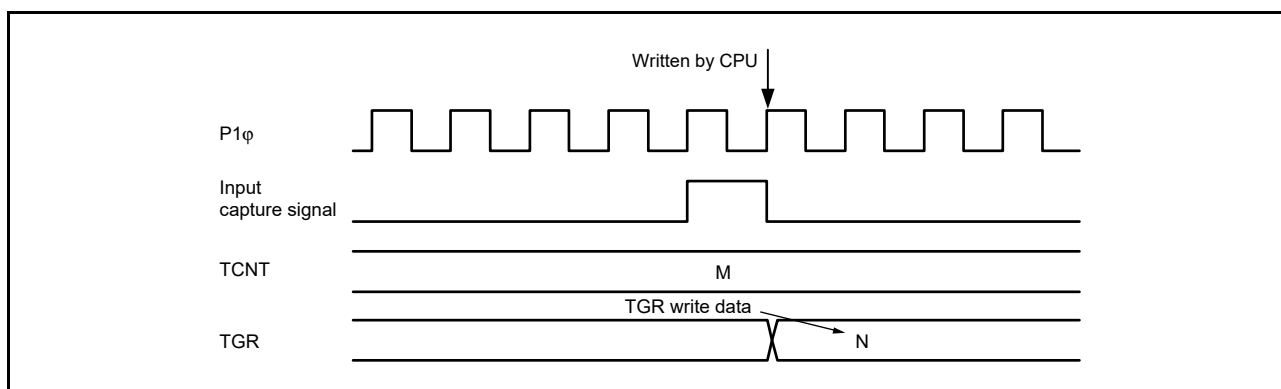 Written by CPU
P1φ
Input
capture signal
TCNT
M
TGR write data
TGR
N